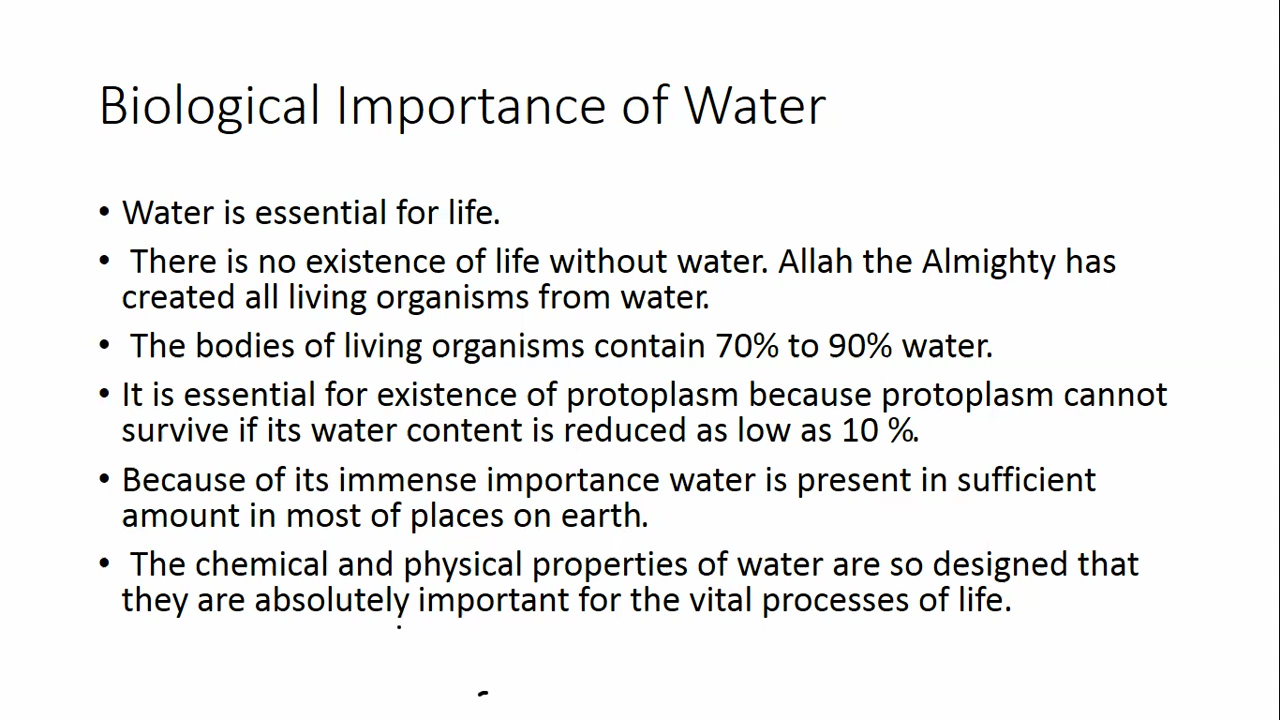 Biological Importance of Water
• Water is essential for life.
• There is no existence of life without water. Allah the Almighty has
created all living organisms from water.
• The bodies of living organisms contain 70% to 90% water.
• It is essential for existence of protoplasm because protoplasm cannot
survive if its water content is reduced as low as 10 %.
• Because of its immense importance water is present in sufficient
amount in most of places on earth.
• The chemical and physical properties of water are so designed that
they are absolutely important for the vital processes of life.